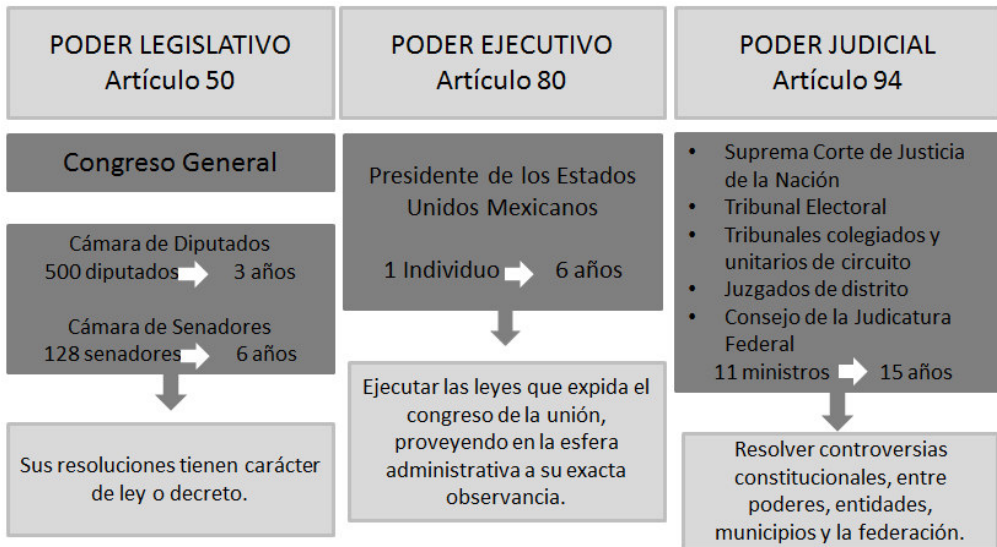 PODER LEGISLATIVO
Artículo 50
Congreso General
Cámara de Diputados
500 diputados 3 años
Cámara de Senadores
128 senadores 6 años
Sus resoluciones tienen carácter
de ley o decreto.
PODER EJECUTIVO
Artículo 80
Presidente de los Estados
Unidos Mexicanos
1 Individuo 6 años
Ejecutar las leyes que expida el
congreso de la unión,
proveyendo en la esfera
administrativa a su exacta
observancia.
PODER JUDICIAL
Artículo 94
• Suprema Corte de Justicia
de la Nación
• Tribunal Electoral
• Tribunales colegiados y
unitarios de circuito
• Juzgados de distrito
• Consejo de la Judicatura
Federal
11 ministros 15 años
Resolver controversias
constitucionales, entre
poderes, entidades,
municipios y la federación.